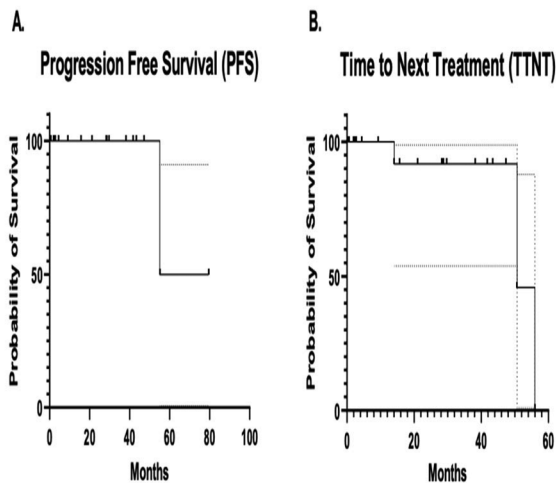 A.
Progression Free Survival (PFS)
Probability of Survival
100
50
0
0 20 40 60 80 100
Months
B.
Time to Next Treatment (TTNT)
Probability of Survival
100
50
0
0 20 40 60
Months